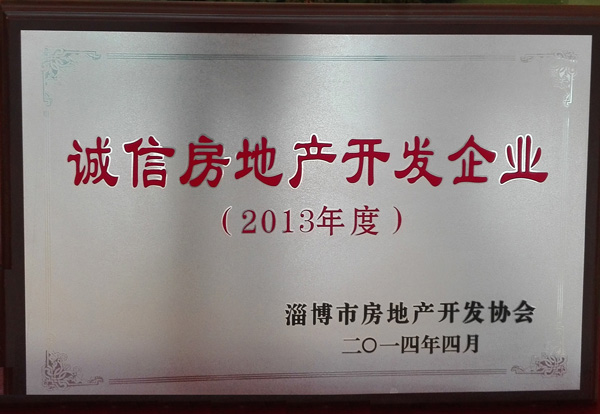 诚信房地产开发企业
（2013年度）
淄博市房地产开发协会
二〇一四年四月